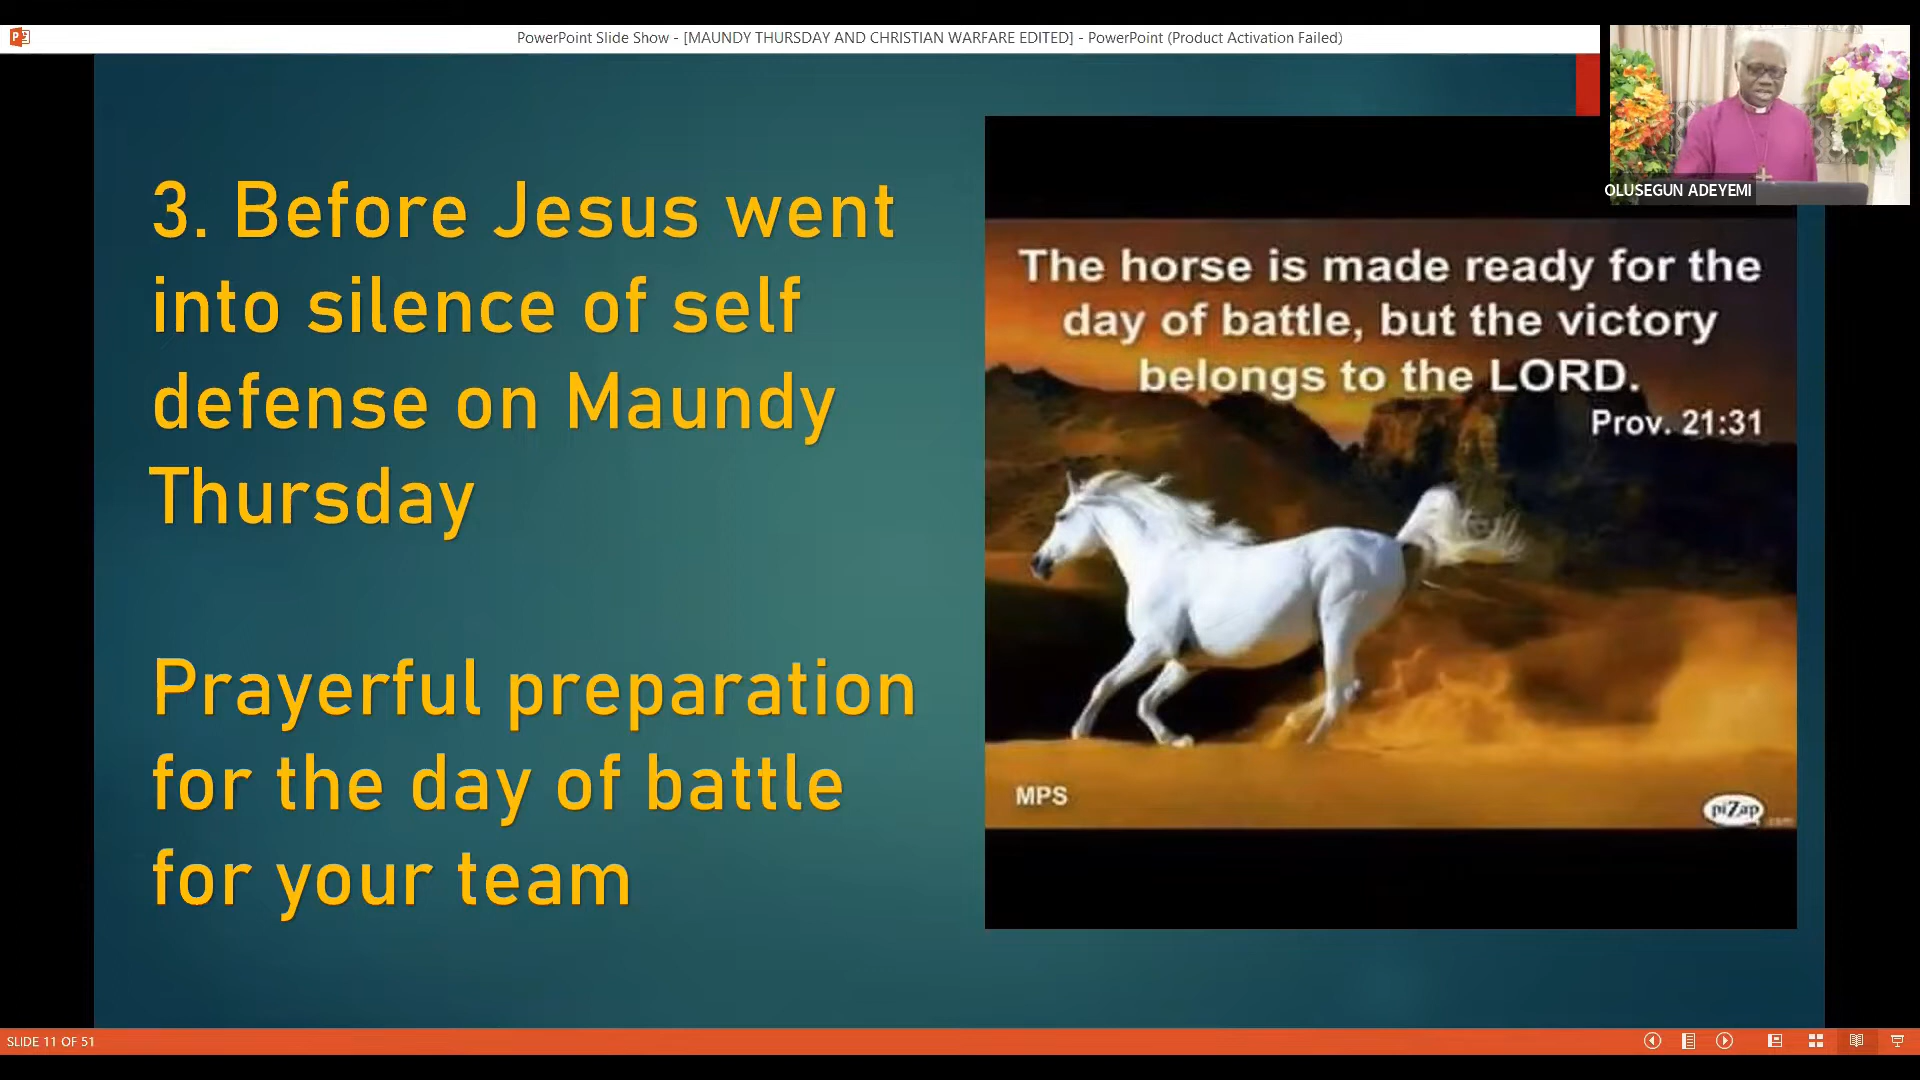 PowerPoint Slide Show - [MAUNDY THURSDAY AND CHRISTIAN WARFARE EDITED] - PowerPoint (Product Activation Failed)
OLUSEGUN ADEYEMI
3. Before Jesus went
into silence of self
defense on Maundy
Thursday
Prayerful preparation
for the day of battle
for your team
The horse is made ready for the
day of battle, but the victory
belongs to the LORD.
Prov. 21:31
MPS
piZap
.com
SLIDE 11 OF 51